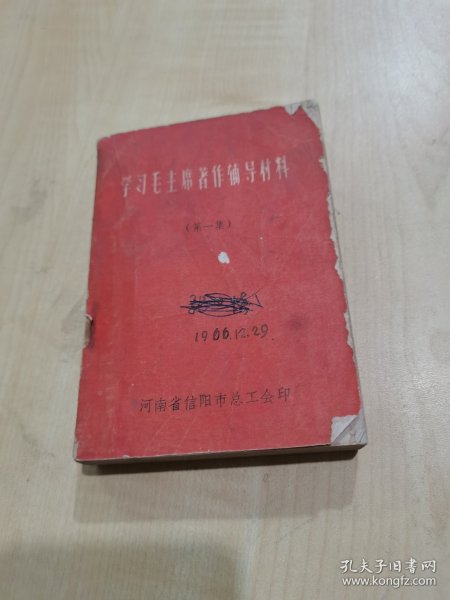 学习毛主席著作辅导材料
(第一集)
1966.12.29
河南省信阳市总工会印
孔夫子旧书网
www.kongfz.com